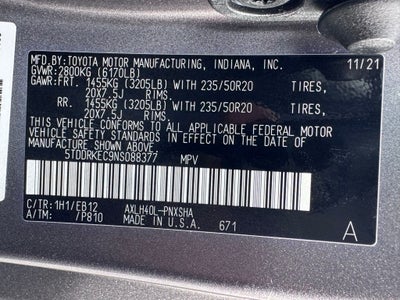 MFD. BY:TOYOTA MOTOR MANUFACTURING, INDIANA, INC. 11/21
GVWR:2800KG (6170LB)
GAWR:FRT. 1455KG (3205LB) WITH 235/50R20 TIRES,
20X7.5J RIMS
RR. 1455KG (3205LB) WITH 235/50R20 TIRES,
20X7.5J RIMS
THIS VEHICLE CONFORMS TO ALL APPLICABLE FEDERAL MOTOR
VEHICLE SAFETY STANDARDS IN EFFECT ON THE DATE OF
MANUFACTURE SHOWN ABOVE.
5TDDRKEC9NS088377 MPV
C/TR:1H1/EB12 AXLH40L-PNXSHA
A/TM: /P810 MADE IN U.S.A. 671 A